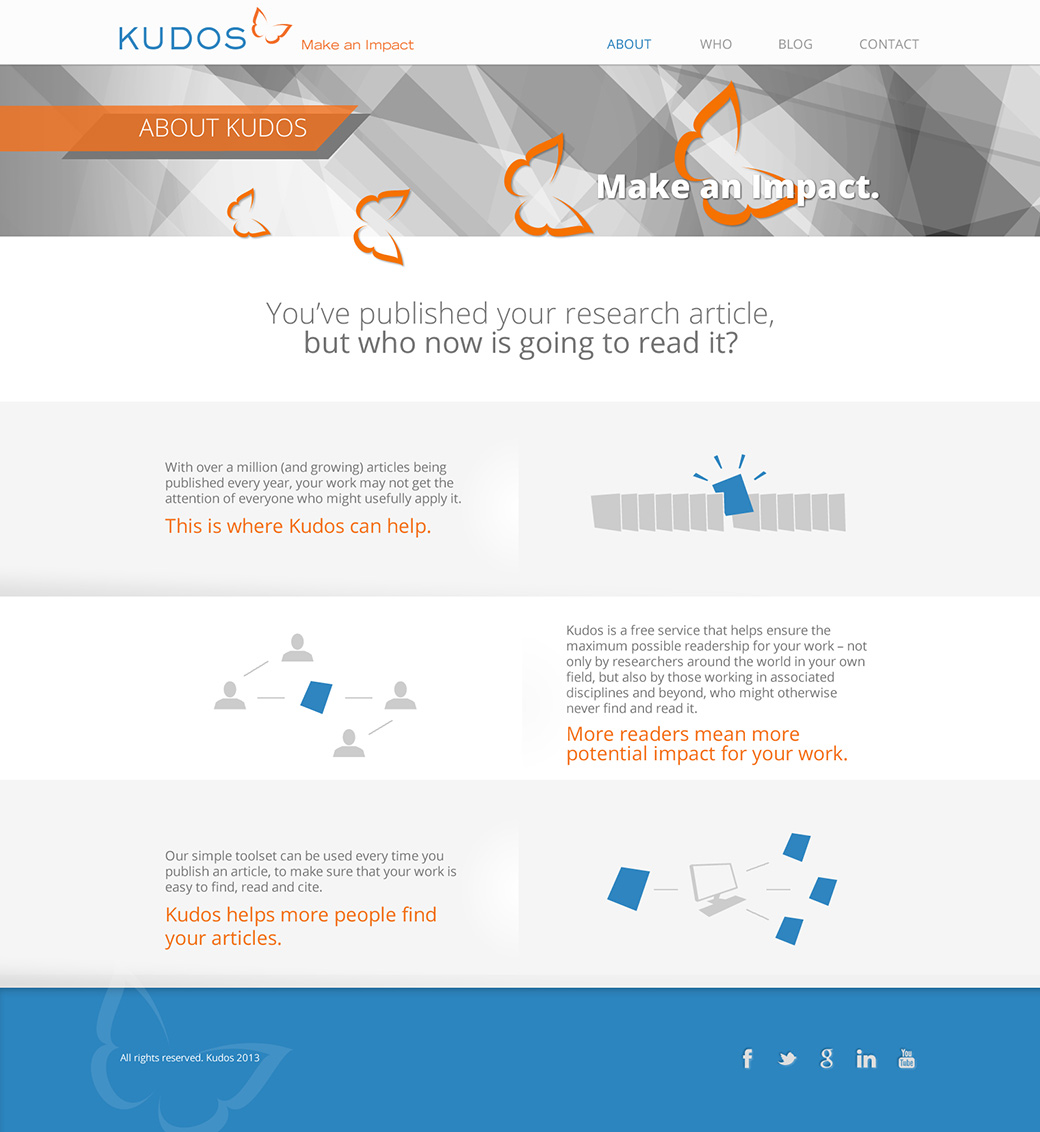 KUDOS Make an Impact
ABOUT WHO BLOG CONTACT
ABOUT KUDOS
Make an Impact.
You’ve published your research article,
but who now is going to read it?
With over a million (and growing) articles being
published every year, your work may not get the
attention of everyone who might usefully apply it.
This is where Kudos can help.
Kudos is a free service that helps ensure the
maximum possible readership for your work – not
only by researchers around the world in your own
field, but also by those working in associated
disciplines and beyond, who might otherwise
never find and read it.
More readers mean more
potential impact for your work.
Our simple toolset can be used every time you
publish an article, to make sure that your work is
easy to find, read and cite.
Kudos helps more people find
your articles.
All rights reserved. Kudos 2013
f g in You
Tube